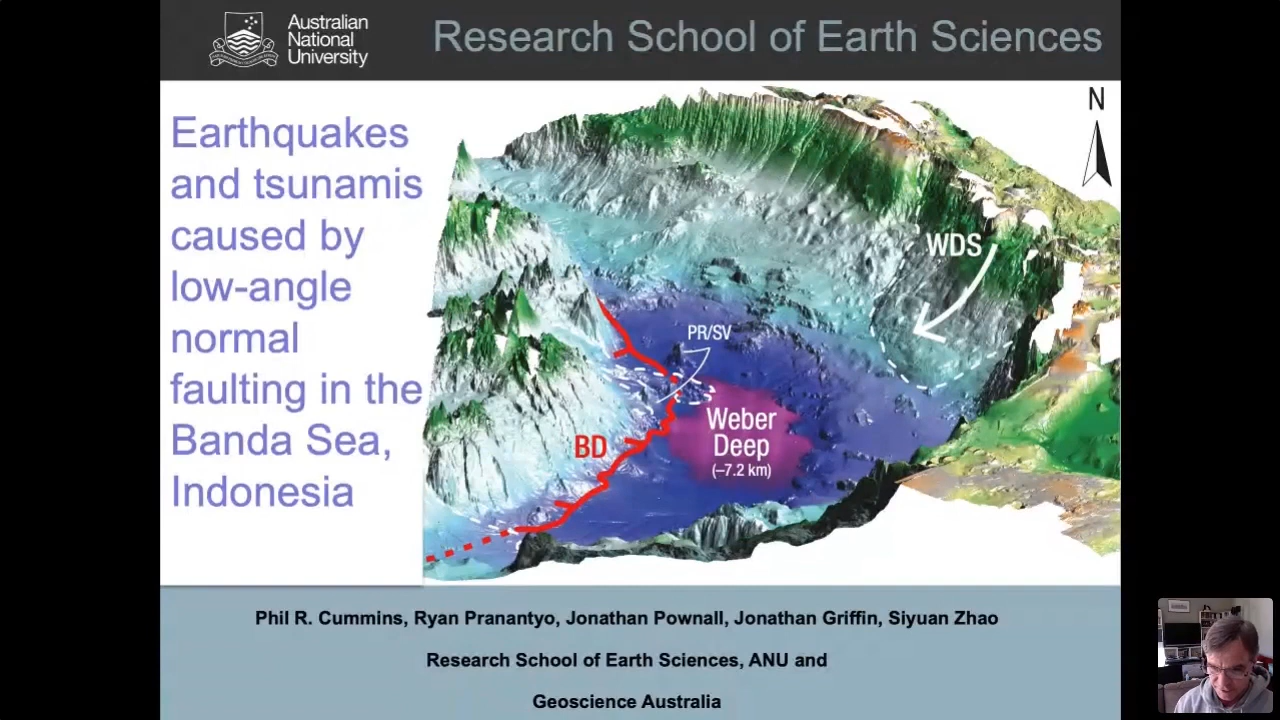 Australian
National
University
Research School of Earth Sciences
Earthquakes
and tsunamis
caused by
low-angle
normal
faulting in the
Banda Sea,
Indonesia
N
WDS
PR/SV
Weber
Deep
(–7.2 km)
BD
Phil R. Cummins, Ryan Pranantyo, Jonathan Pownall, Jonathan Griffin, Siyuan Zhao
Research School of Earth Sciences, ANU and
Geoscience Australia